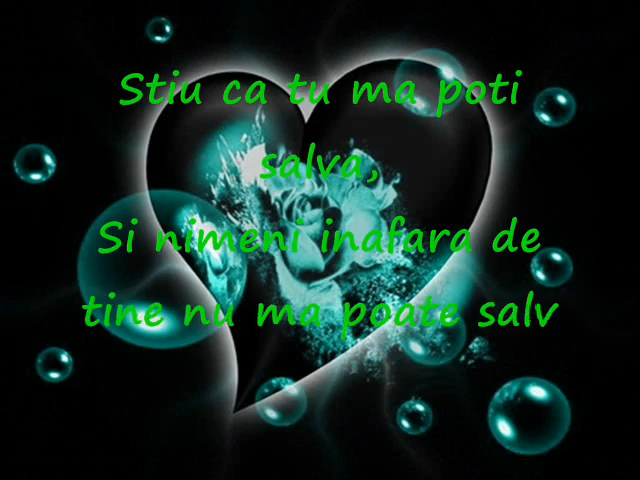 Stiu ca tu ma poti
salva,
Si nimeni inafara de
tine nu ma poate salv